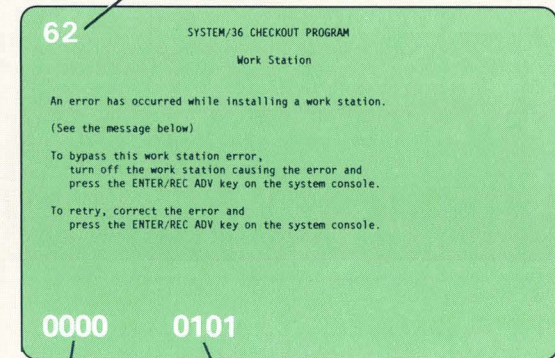 62
SYSTEM/36 CHECKOUT PROGRAM
Work Station
An error has occurred while installing a work station.
(See the message below)
To bypass this work station error,
turn off the work station causing the error and
press the ENTER/REC ADV key on the system console.
To retry, correct the error and
press the ENTER/REC ADV key on the system console.
0000 0101